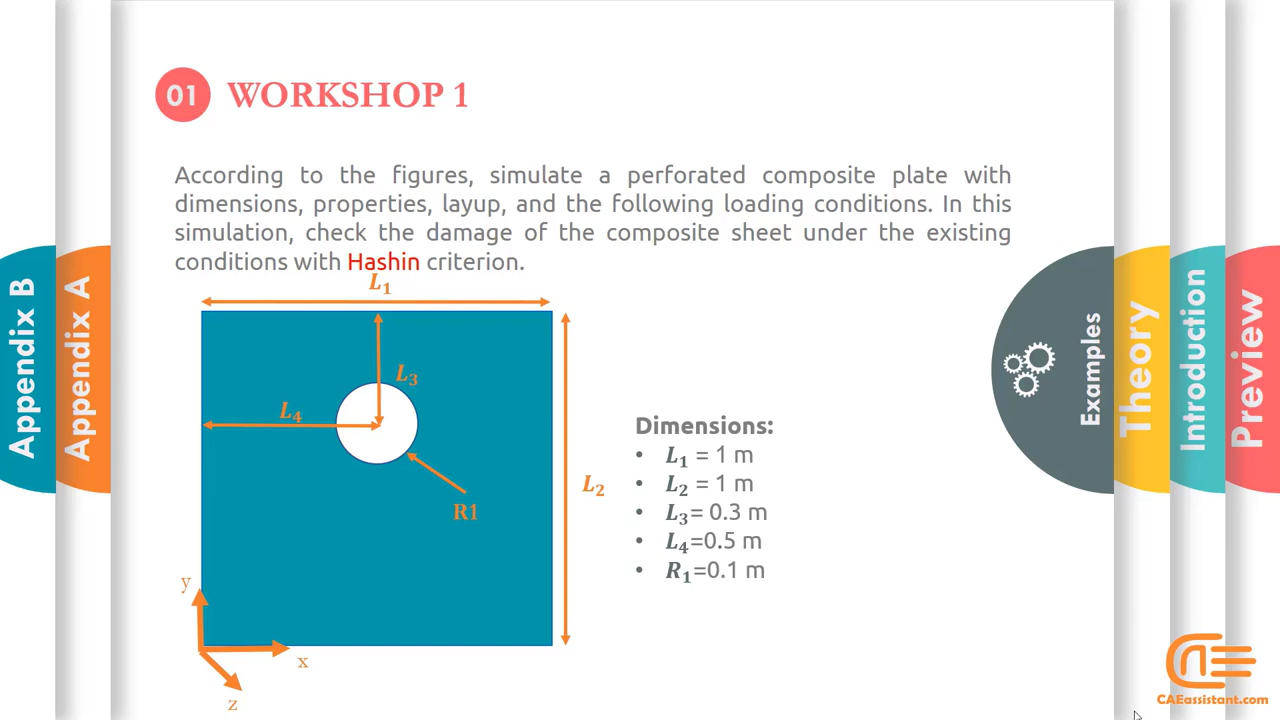 01 WORKSHOP 1
According to the figures, simulate a perforated composite plate with
dimensions, properties, layup, and the following loading conditions. In this
simulation, check the damage of the composite sheet under the existing
conditions with Hashin criterion.
L₁
L₃
L₄
L₂
R1
y
x
z
Dimensions:
• L₁ = 1 m
• L₂ = 1 m
• L₃= 0.3 m
• L₄=0.5 m
• R₁=0.1 m
Appendix B
Appendix A
Examples
Theory
Introduction
Preview
CAEassistant.com